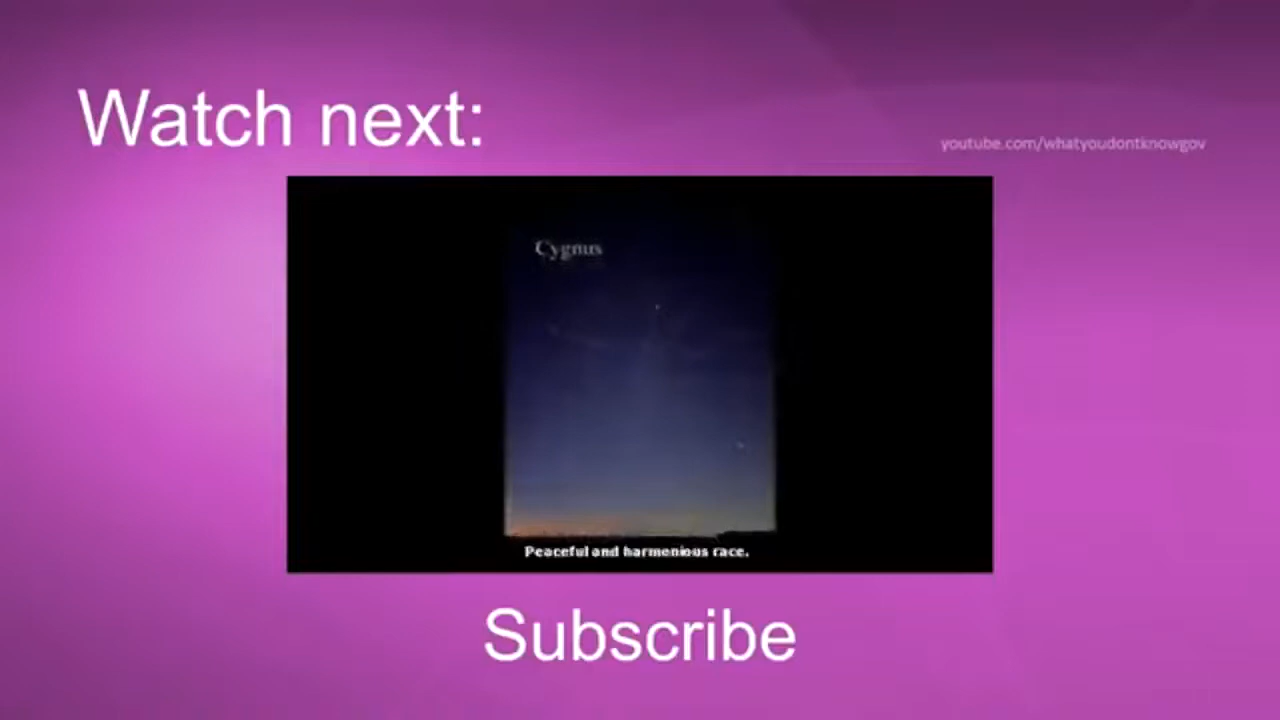 Watch next:
youtube.com/whatyoudontknowgov
Cygnus
Peaceful and harmonious race.
Subscribe